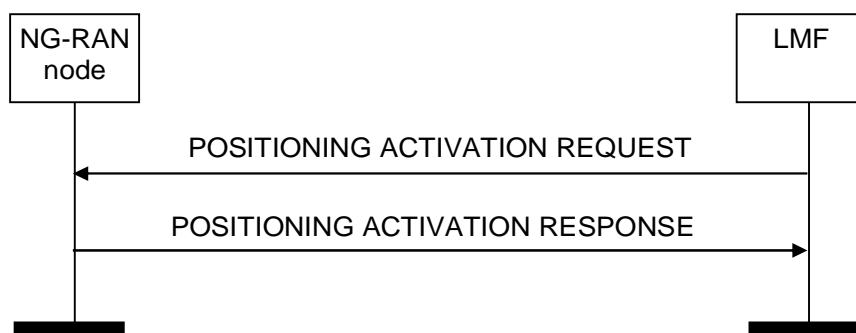 NG-RAN
node
LMF
POSITIONING ACTIVATION REQUEST
POSITIONING ACTIVATION RESPONSE